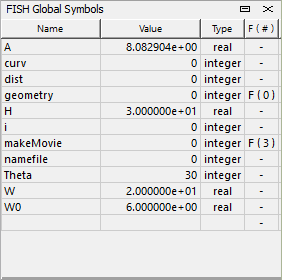 FISH Global Symbols
Name Value Type F ( # )
A 8.082904e+00 real -
curv 0 integer -
dist 0 integer -
geometry 0 integer F ( 0 )
H 3.000000e+01 real -
i 0 integer -
makeMovie 0 integer F ( 3 )
namefile 0 integer -
Theta 30 integer -
W 2.000000e+01 real -
W0 6.000000e+00 real -
-